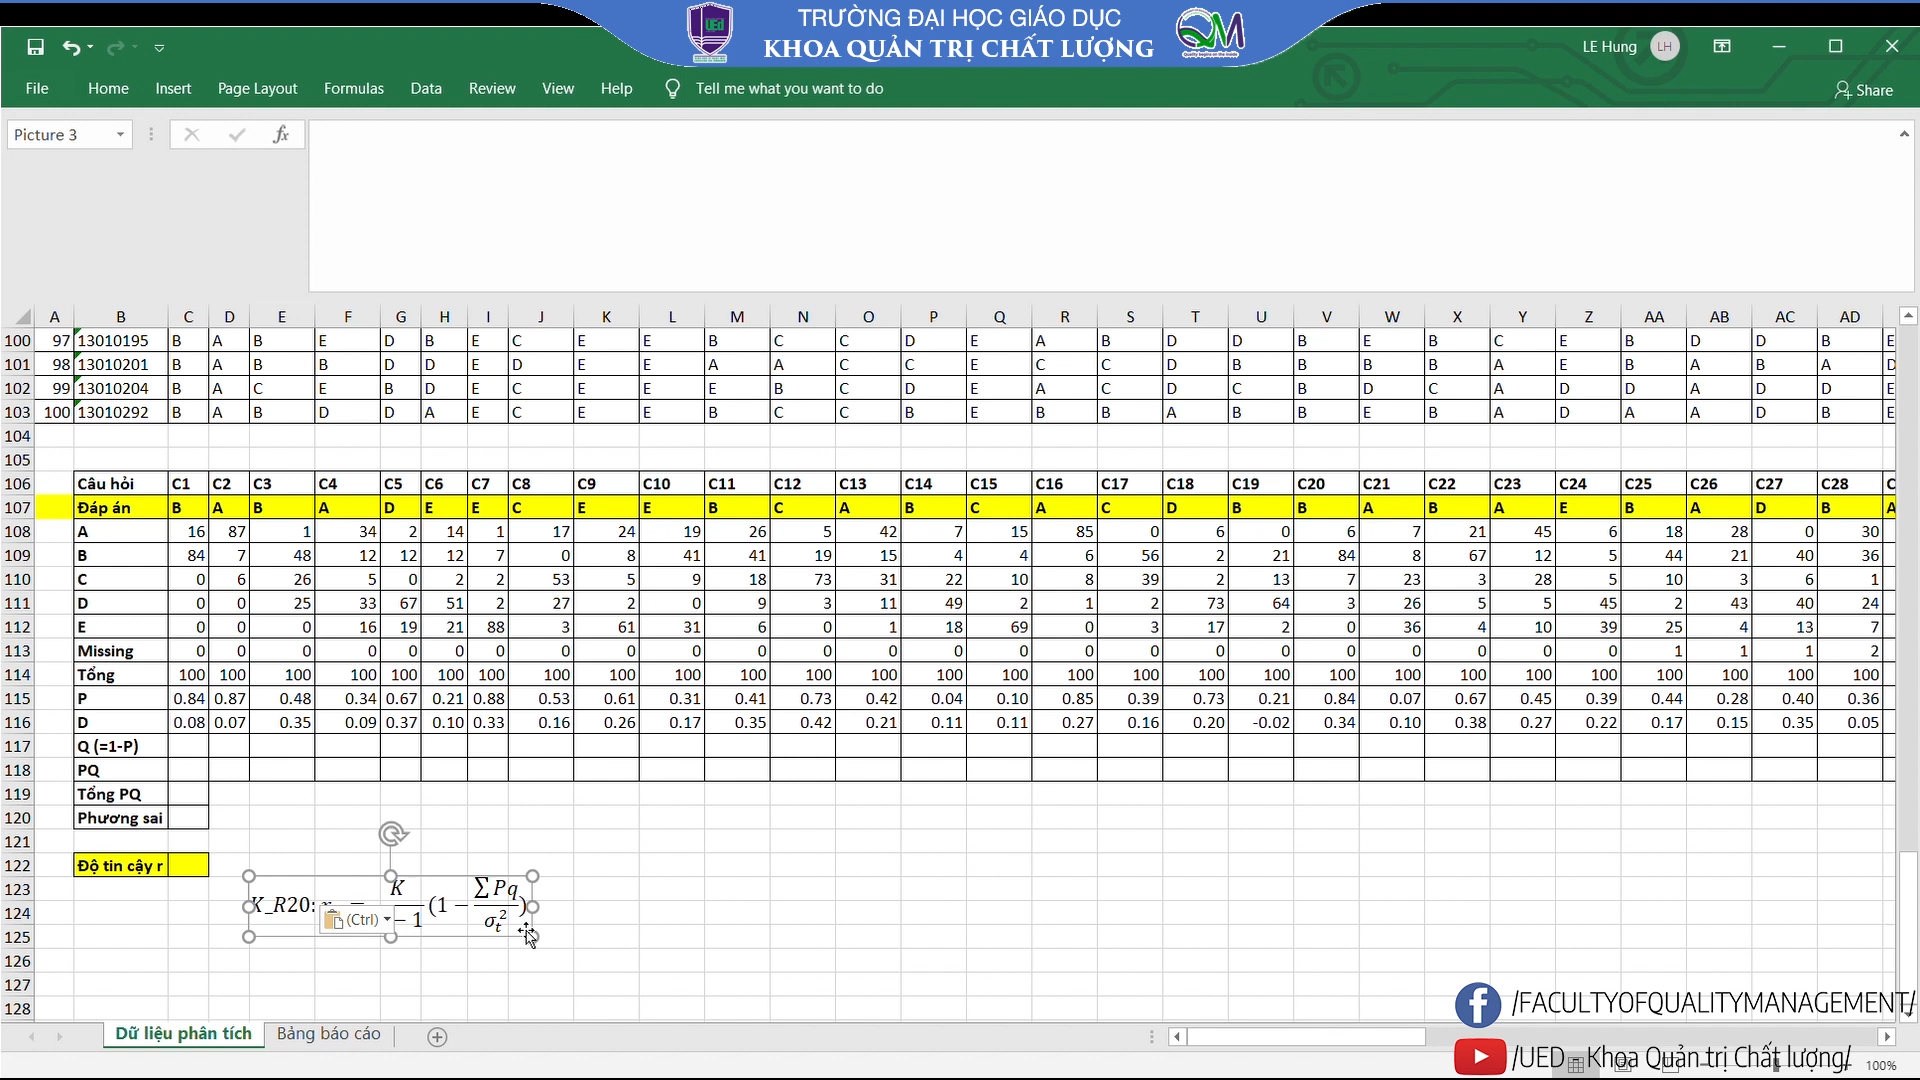 TRƯỜNG ĐẠI HỌC GIÁO DỤC
KHOA QUẢN TRỊ CHẤT LƯỢNG
UEd
QM
LE Hung LH
File Home Insert Page Layout Formulas Data Review View Help Tell me what you want to do Share
Picture 3 fx
A B C D E F G H I J K L M N O P Q R S T U V W X Y Z AA AB AC AD
100 97 13010195 B A B E D B E C E E B C C D E A B D D B E B C E B D D B E
101 98 13010201 B A B B D D E D E E A A C C E C C D B B B B A E B A B A D
102 99 13010204 B A C E B D E C E E E B C D E A C D C B D C A D D A D D E
103 100 13010292 B A B D D A E C E E B C C B E B B A B B E B A D A A D B E
104
105
106 Câu hỏi C1 C2 C3 C4 C5 C6 C7 C8 C9 C10 C11 C12 C13 C14 C15 C16 C17 C18 C19 C20 C21 C22 C23 C24 C25 C26 C27 C28 C
107 Đáp án B A B A D E E C E E B C A B C A C D B B A B A E B A D B A
108 A 16 87 1 34 2 14 1 17 24 19 26 5 42 7 15 85 0 6 0 6 7 21 45 6 18 28 0 30
109 B 84 7 48 12 12 12 7 0 8 41 41 19 15 4 4 6 56 2 21 84 8 67 12 5 44 21 40 36
110 C 0 6 26 5 0 2 2 53 5 9 18 73 31 22 10 8 39 2 13 7 23 3 28 5 10 3 6 1
111 D 0 0 25 33 67 51 2 27 2 0 9 3 11 49 2 1 2 73 64 3 26 5 5 45 2 43 40 24
112 E 0 0 0 16 19 21 88 3 61 31 6 0 1 18 69 0 3 17 2 0 36 4 10 39 25 4 13 7
113 Missing 0 0 0 0 0 0 0 0 0 0 0 0 0 0 0 0 0 0 0 0 0 0 0 0 1 1 1 2
114 Tổng 100 100 100 100 100 100 100 100 100 100 100 100 100 100 100 100 100 100 100 100 100 100 100 100 100 100 100 100
115 P 0.84 0.87 0.48 0.34 0.67 0.21 0.88 0.53 0.61 0.31 0.41 0.73 0.42 0.04 0.10 0.85 0.39 0.73 0.21 0.84 0.07 0.67 0.45 0.39 0.44 0.28 0.40 0.36
116 D 0.08 0.07 0.35 0.09 0.37 0.10 0.33 0.16 0.26 0.17 0.35 0.42 0.21 0.11 0.11 0.27 0.16 0.20 -0.02 0.34 0.10 0.38 0.27 0.22 0.17 0.15 0.35 0.05
117 Q (=1-P)
118 PQ
119 Tổng PQ
120 Phương sai
121
122 Độ tin cậy r
123
124
125
K_R20: = K −1 (1 − ∑ Pq σt²)
(Ctrl)
126
127
128
Dữ liệu phân tích Bảng báo cáo
/FACULTYOFQUALITYMANAGEMENT/
/UED - Khoa Quản trị Chất lượng/
100%